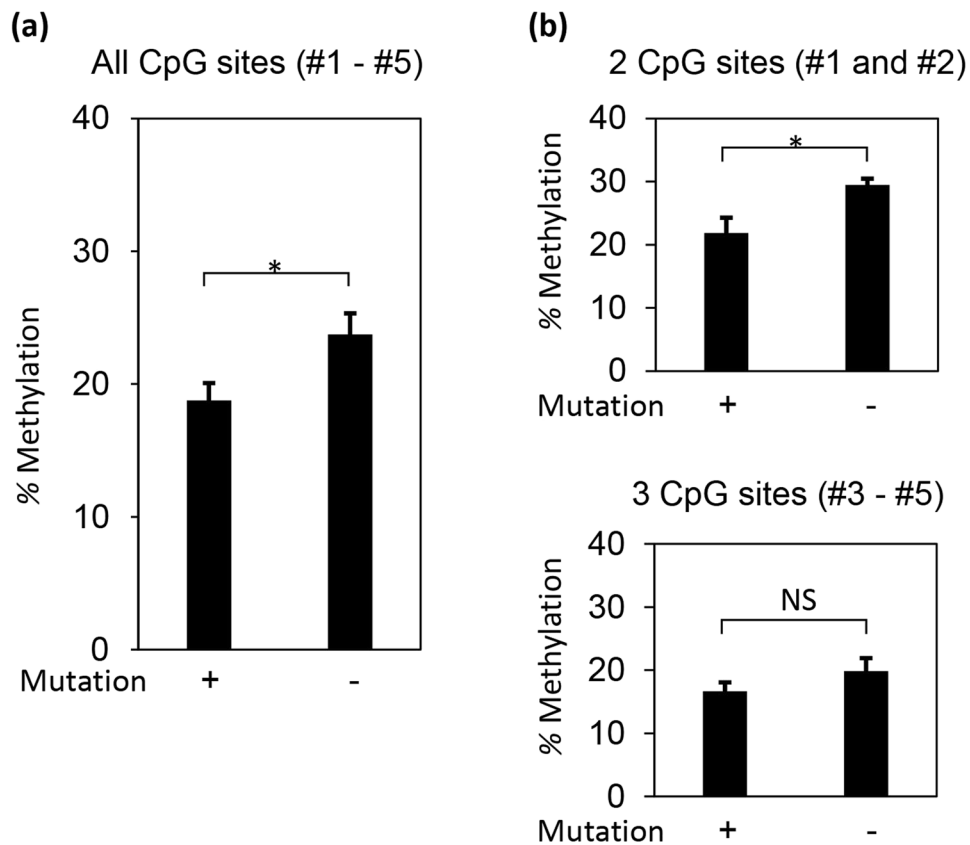 (a)
All CpG sites (#1 - #5)
% Methylation
40
30
20
10
0
*
Mutation + -
(b)
2 CpG sites (#1 and #2)
% Methylation
40
30
20
10
0
*
Mutation + -
3 CpG sites (#3 - #5)
% Methylation
40
30
20
10
0
NS
Mutation + -